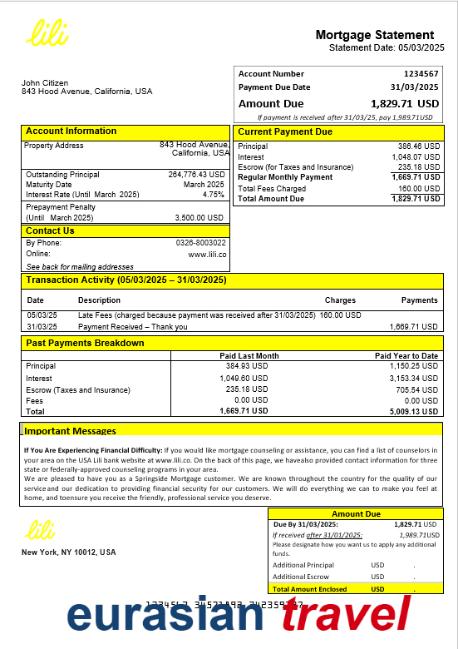 lili
Mortgage Statement
Statement Date: 05/03/2025
John Citizen
843 Hood Avenue, California, USA
Account Number 1234567
Payment Due Date 31/03/2025
Amount Due 1,829.71 USD
If payment is received after 31/03/25, pay 1,989.71USD
Account Information
Property Address 843 Hood Avenue,
California, USA
Outstanding Principal 264,776.43 USD
Maturity Date March 2025
Interest Rate (Until March 2025) 4.75%
Prepayment Penalty
(Until March 2025) 3,500.00 USD
Contact Us
By Phone: 0326-8003022
Online: www.lili.co
See back for mailing addresses
Current Payment Due
Principal 386.46 USD
Interest 1,048.07 USD
Escrow (for Taxes and Insurance) 235.18 USD
Regular Monthly Payment 1,669.71 USD
Total Fees Charged 160.00 USD
Total Amount Due 1,829.71 USD
Transaction Activity (05/03/2025 – 31/03/2025)
Date Description Charges Payments
05/03/25 Late Fees (charged because payment was received after 31/03/2025) 160.00 USD
31/03/25 Payment Received – Thank you 1,669.71 USD
Past Payments Breakdown
Paid Last Month Paid Year to Date
Principal 384.93 USD 1,150.25 USD
Interest 1,049.60 USD 3,153.34 USD
Escrow (Taxes and Insurance) 235.18 USD 705.54 USD
Fees 0.00 USD 0.00 USD
Total 1,669.71 USD 5,009.13 USD
Important Messages
If You Are Experiencing Financial Difficulty: If you would like mortgage counseling or assistance, you can find a list of counselors in
your area on the USA Lili bank website at www.lili.co. On the back of this page, we havealso provided contact information for three
state or federally-approved counseling programs in your area.
We are pleased to have you as a Springside Mortgage customer. We are known throughout the country for the quality of our
service and our dedication to providing financial security for our customers. We will do everything we can to make you feel at
home, and toensure you receive the friendly, professional service you deserve.
lili
New York, NY 10012, USA
Amount Due
Due By 31/03/2025: 1,829.71 USD
If received after 31/03/2025: 1,989.71USD
Please designate how you want us to apply any additional
funds.
Additional Principal USD .
Additional Escrow USD .
Total Amount Enclosed USD .
eurasian travel